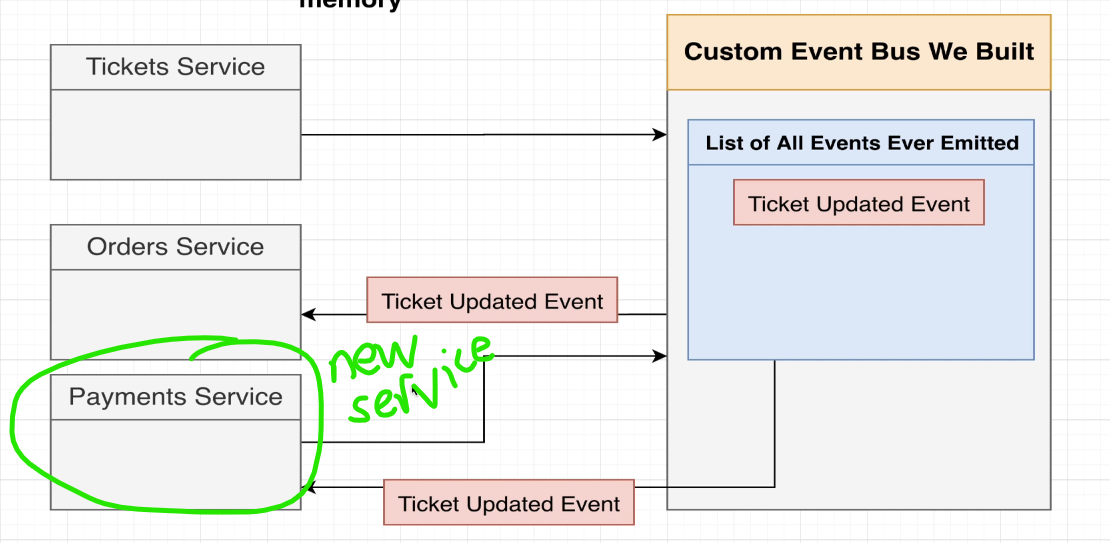 memory
Tickets Service
Custom Event Bus We Built
List of All Events Ever Emitted
Ticket Updated Event
Orders Service
Ticket Updated Event
new
service
Payments Service
Ticket Updated Event